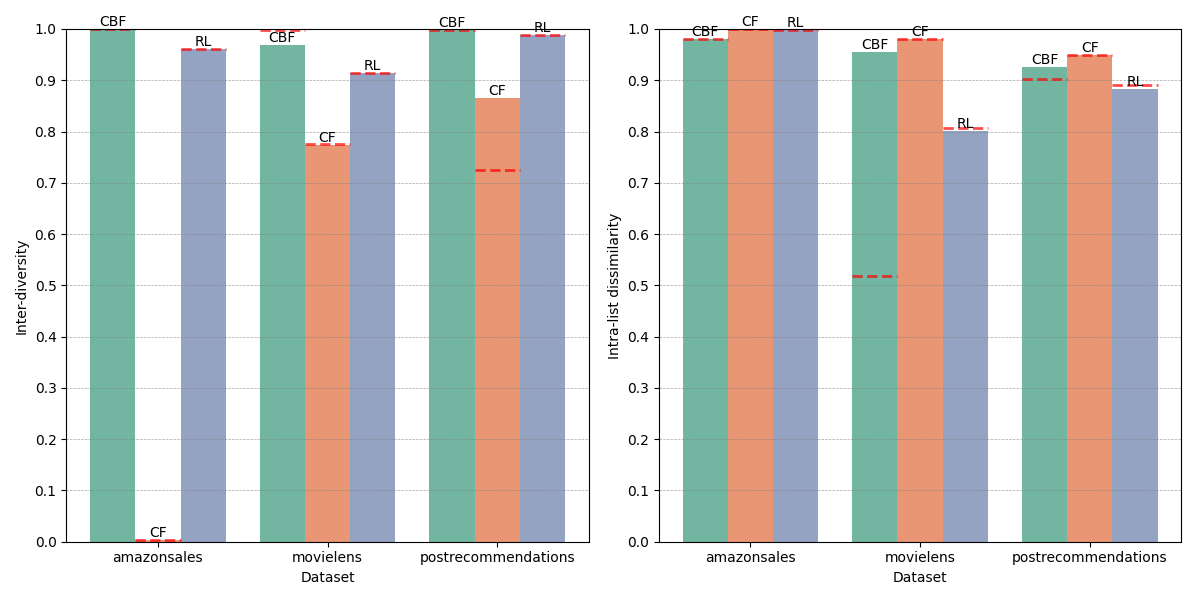 Inter-diversity
1.0
0.9
0.8
0.7
0.6
0.5
0.4
0.3
0.2
0.1
0.0
CBF
CF
RL
CBF
CF
RL
CBF
CF
RL
amazonsales
movielens
postrecommendations
Dataset
Intra-list dissimilarity
1.0
0.9
0.8
0.7
0.6
0.5
0.4
0.3
0.2
0.1
0.0
CBF
CF
RL
CBF
CF
RL
CBF
CF
RL
amazonsales
movielens
postrecommendations
Dataset